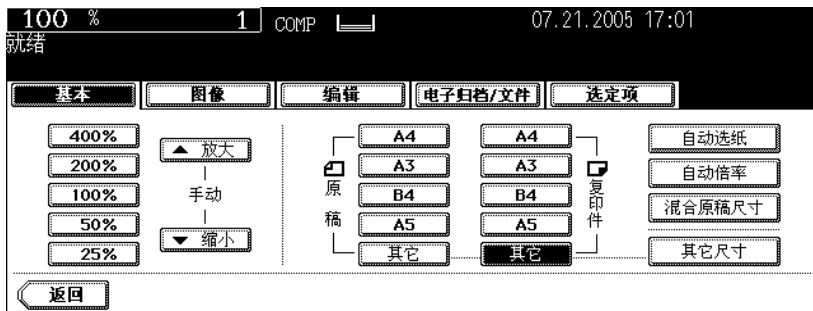 100 % 1 COMP 07.21.2005 17:01
就绪
基本 图像 编辑 电子归档/文件 选定项
400% ▲ 放大 A4 A4 自动选纸
200% A3 A3 自动倍率
100% 手动 原稿 B4 B4 复印件 混合原稿尺寸
50% A5 A5
25% ▼ 缩小 其它 其它 其它尺寸
返回